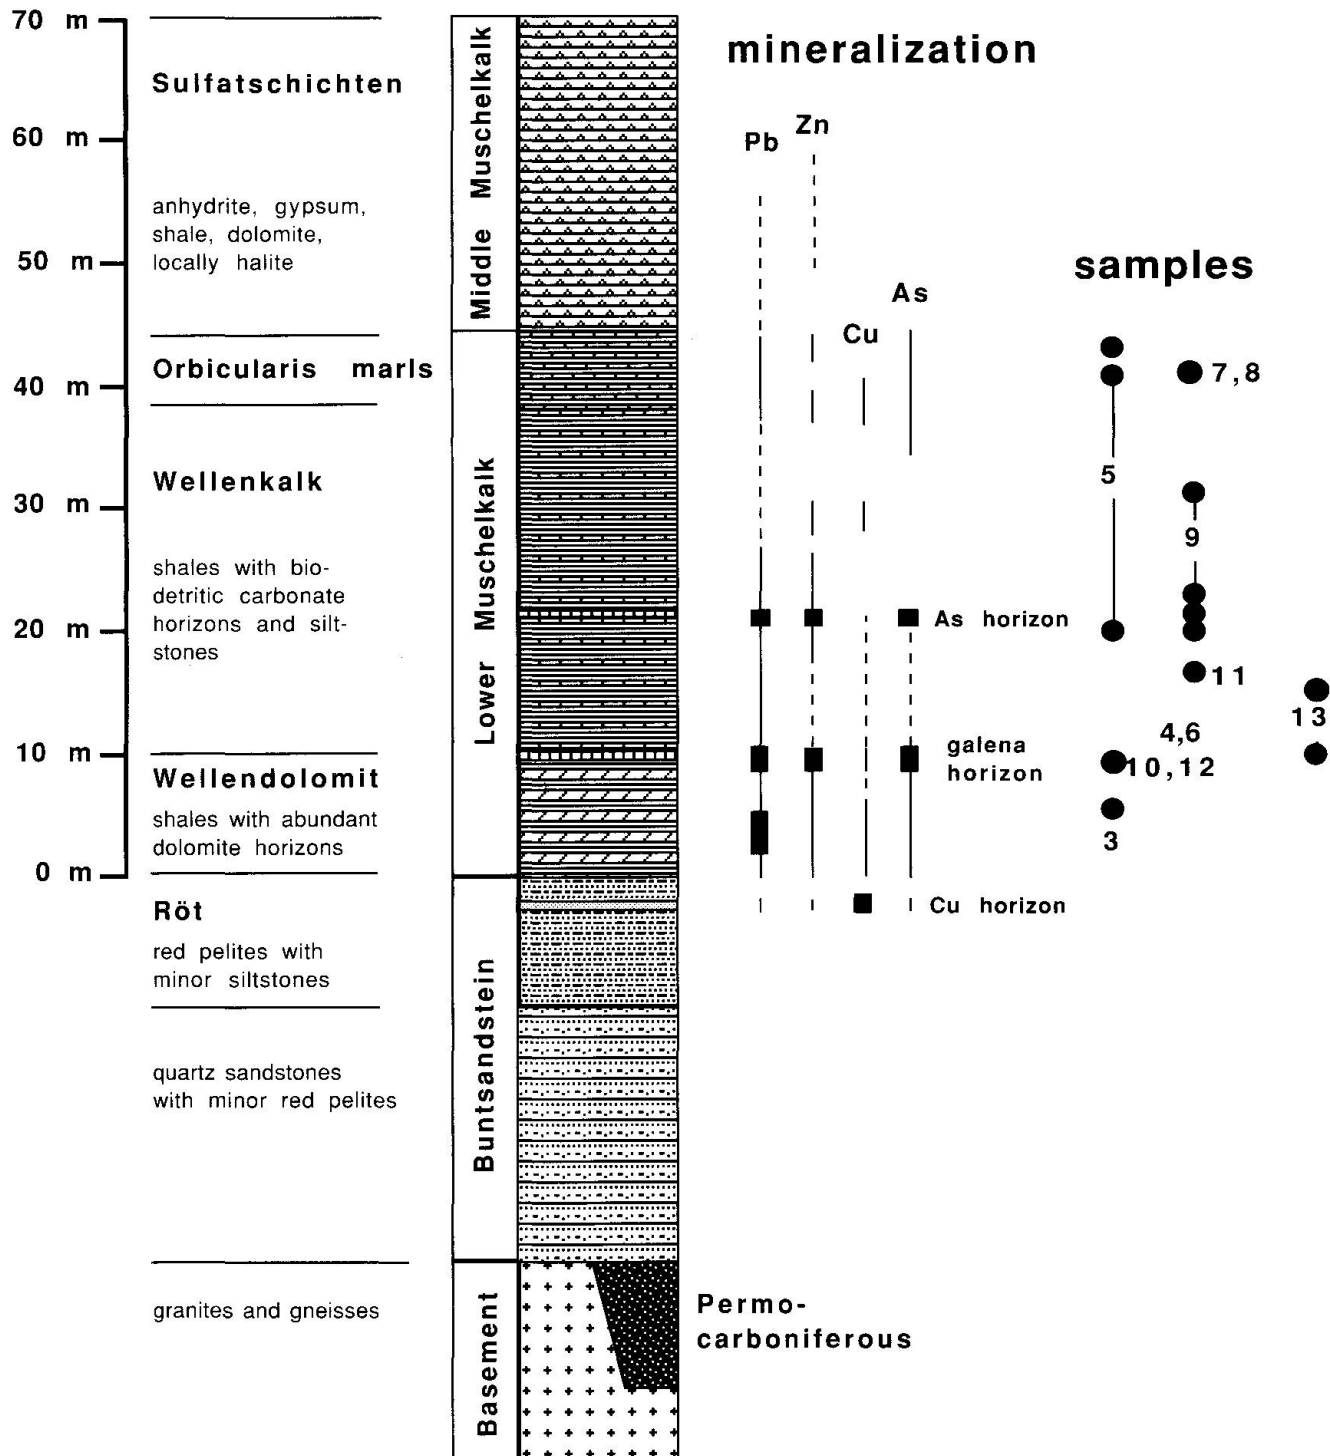 70 m
60 m
50 m
40 m
30 m
20 m
10 m
0 m
Sulfatschichten
anhydrite, gypsum,
shale, dolomite,
locally halite
Orbicularis marls
Wellenkalk
shales with bio-
detritic carbonate
horizons and silt-
stones
Wellendolomit
shales with abundant
dolomite horizons
Röt
red pelites with
minor siltstones
quartz sandstones
with minor red pelites
granites and gneisses
Middle Muschelkalk
Lower Muschelkalk
Buntsandstein
Basement
Permo-
carboniferous
mineralization
Pb
Zn
Cu
As
As horizon
galena
horizon
Cu horizon
samples
7,8
5
9
11
13
4,6
10,12
3